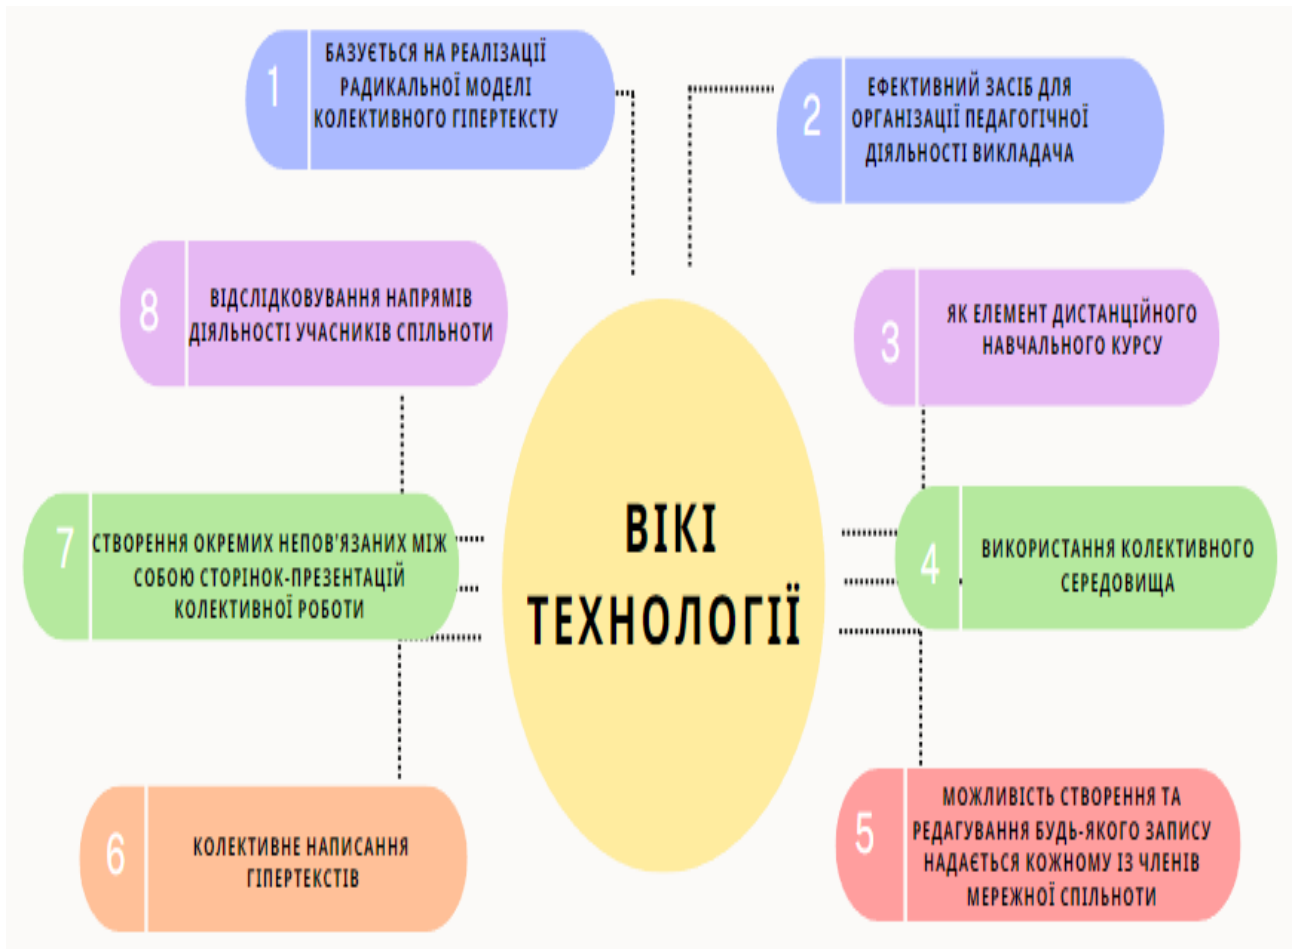 1
БАЗУЄТЬСЯ НА РЕАЛІЗАЦІЇ
РАДИКАЛЬНОЇ МОДЕЛІ
КОЛЕКТИВНОГО ГІПЕРТЕКСТУ
2
ЕФЕКТИВНИЙ ЗАСІБ ДЛЯ
ОРГАНІЗАЦІЇ ПЕДАГОГІЧНОЇ
ДІЯЛЬНОСТІ ВИКЛАДАЧА
8
ВІДСЛІДКОВУВАННЯ НАПРЯМІВ
ДІЯЛЬНОСТІ УЧАСНИКІВ СПІЛЬНОТИ
3
ЯК ЕЛЕМЕНТ ДИСТАНЦІЙНОГО
НАВЧАЛЬНОГО КУРСУ
ВІКІ
ТЕХНОЛОГІЇ
7
СТВОРЕННЯ ОКРЕМИХ НЕПОВ'ЯЗАНИХ МІЖ
СОБОЮ СТОРІНОК-ПРЕЗЕНТАЦІЙ
КОЛЕКТИВНОЇ РОБОТИ
4
ВИКОРИСТАННЯ КОЛЕКТИВНОГО
СЕРЕДОВИЩА
6
КОЛЕКТИВНЕ НАПИСАННЯ
ГІПЕРТЕКСТІВ
5
МОЖЛИВІСТЬ СТВОРЕННЯ ТА
РЕДАГУВАННЯ БУДЬ-ЯКОГО ЗАПИСУ
НАДАЄТЬСЯ КОЖНОМУ ІЗ ЧЛЕНІВ
МЕРЕЖНОЇ СПІЛЬНОТИ